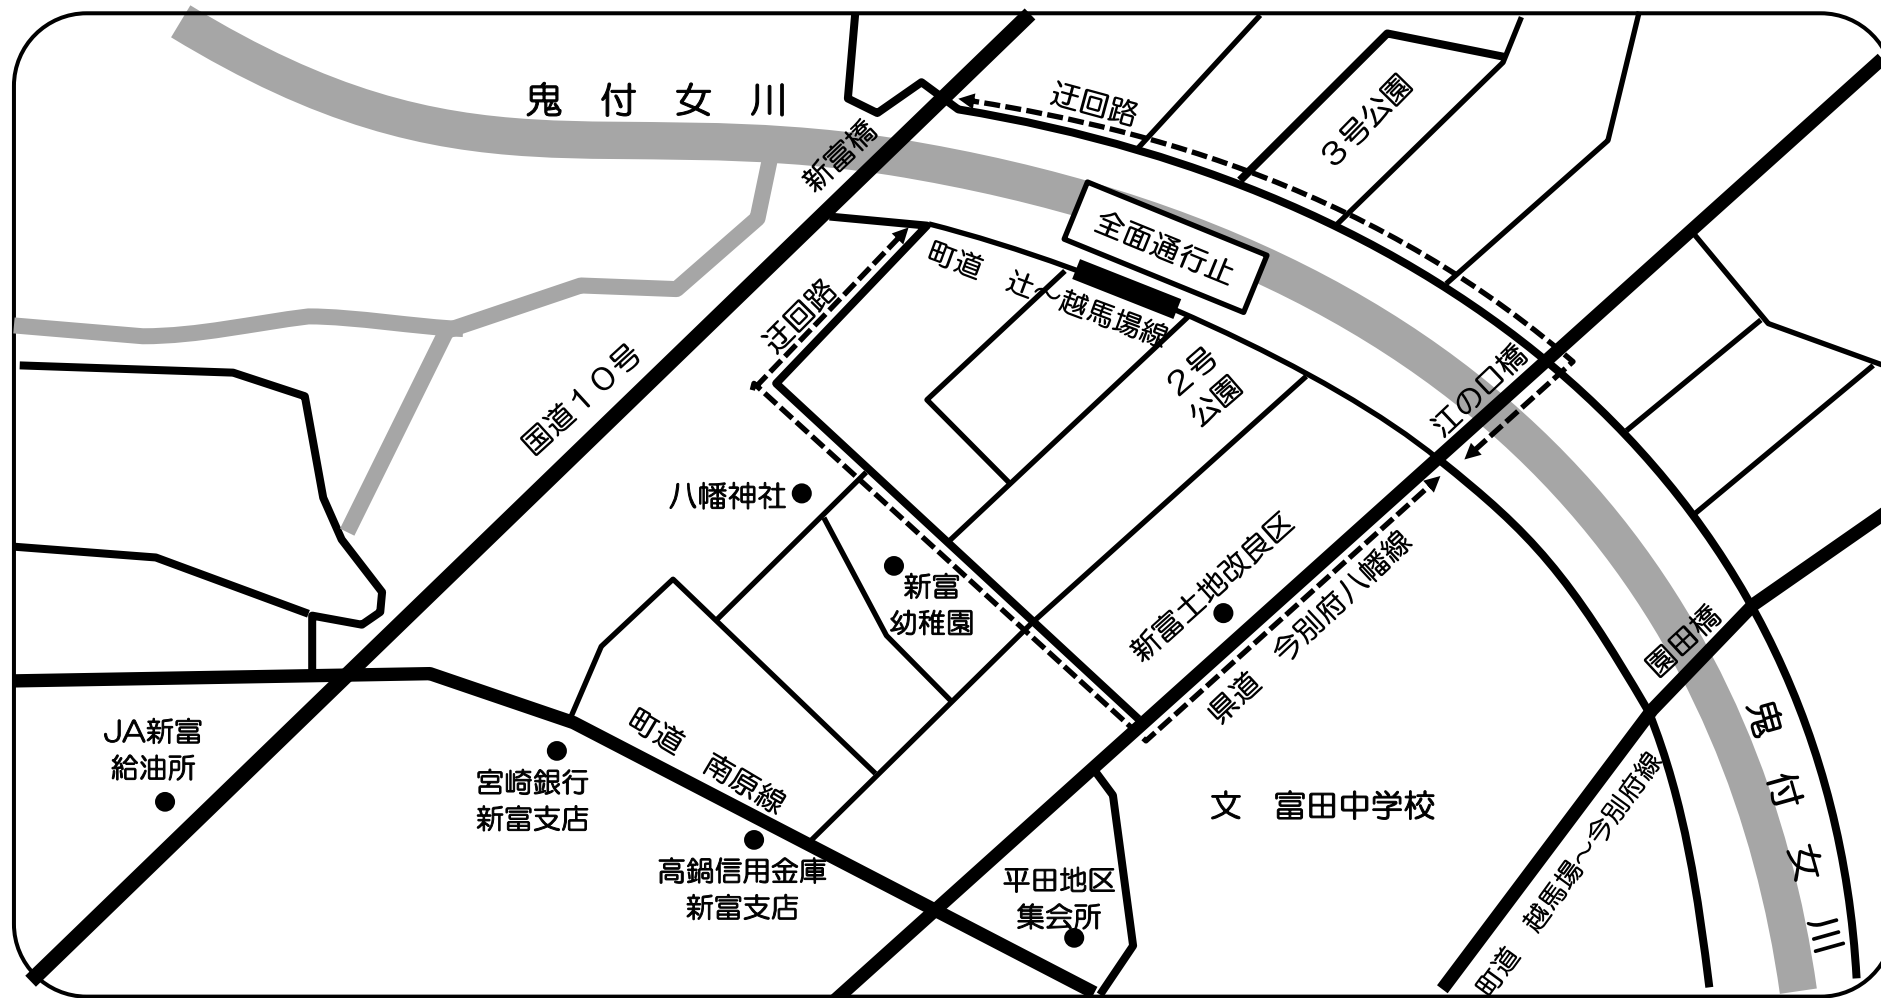 鬼付女川
新富橋
迂回路
３号公園
全面通行止
町道　辻～越馬場線
迂回路
国道１０号
２号
公園
江の口橋
八幡神社
新富
幼稚園
新富土地改良区
県道　今別府八幡線
園田橋
鬼付女川
JA新富
給油所
宮崎銀行
新富支店
町道　南原線
高鍋信用金庫
新富支店
平田地区
集会所
文　富田中学校
町道　越馬場～今別府線